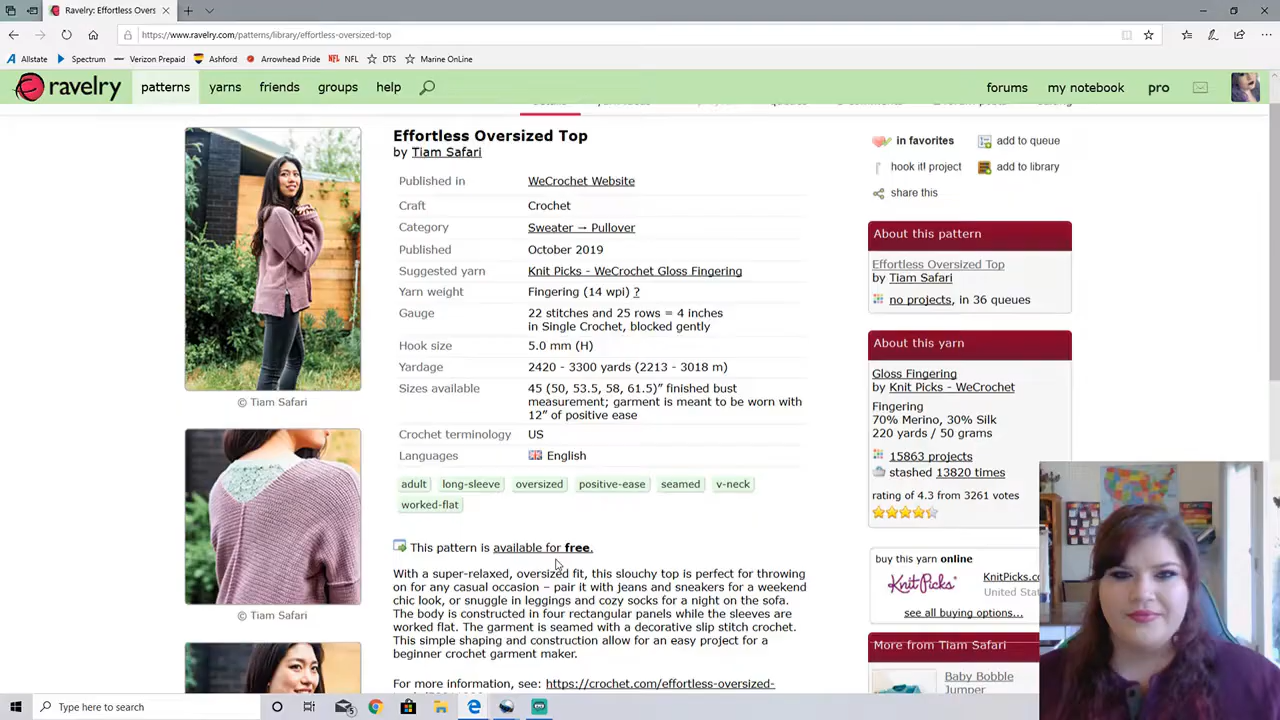 Ravelry: Effortless Overs
https://www.ravelry.com/patterns/library/effortless-oversized-top
Allstate Spectrum Verizon Prepaid Ashford Arrowhead Pride NFL NFL DTS Marine OnLine
ravelry patterns yarns friends groups help forums my notebook pro
Effortless Oversized Top
by Tiam Safari
Published in WeCrochet Website
Craft Crochet
Category Sweater → Pullover
Published October 2019
Suggested yarn Knit Picks - WeCrochet Gloss Fingering
Yarn weight Fingering (14 wpi) ?
Gauge 22 stitches and 25 rows = 4 inches
in Single Crochet, blocked gently
Hook size 5.0 mm (H)
Yardage 2420 - 3300 yards (2213 - 3018 m)
Sizes available 45 (50, 53.5, 58, 61.5)” finished bust
measurement; garment is meant to be worn with
12” of positive ease
Crochet terminology US
Languages English
adult long-sleeve oversized positive-ease seamed v-neck
worked-flat
This pattern is available for free.
With a super-relaxed, oversized fit, this slouchy top is perfect for throwing
on for any casual occasion – pair it with jeans and sneakers for a weekend
chic look, or snuggle in leggings and cozy socks for a night on the sofa.
The body is constructed in four rectangular panels while the sleeves are
worked flat. The garment is seamed with a decorative slip stitch crochet.
This simple shaping and construction allow for an easy project for a
beginner crochet garment maker.
For more information, see: https://crochet.com/effortless-oversized-
© Tiam Safari
© Tiam Safari
in favorites add to queue
hook it! project add to library
share this
About this pattern
Effortless Oversized Top
by Tiam Safari
no projects, in 36 queues
About this yarn
Gloss Fingering
by Knit Picks - WeCrochet
Fingering
70% Merino, 30% Silk
220 yards / 50 grams
15863 projects
stashed 13820 times
rating of 4.3 from 3261 votes
buy this yarn online
KnitPicks KnitPicks.co
United Stat
see all buying options...
More from Tiam Safari
Baby Bobble
Jumper
Type here to search 5